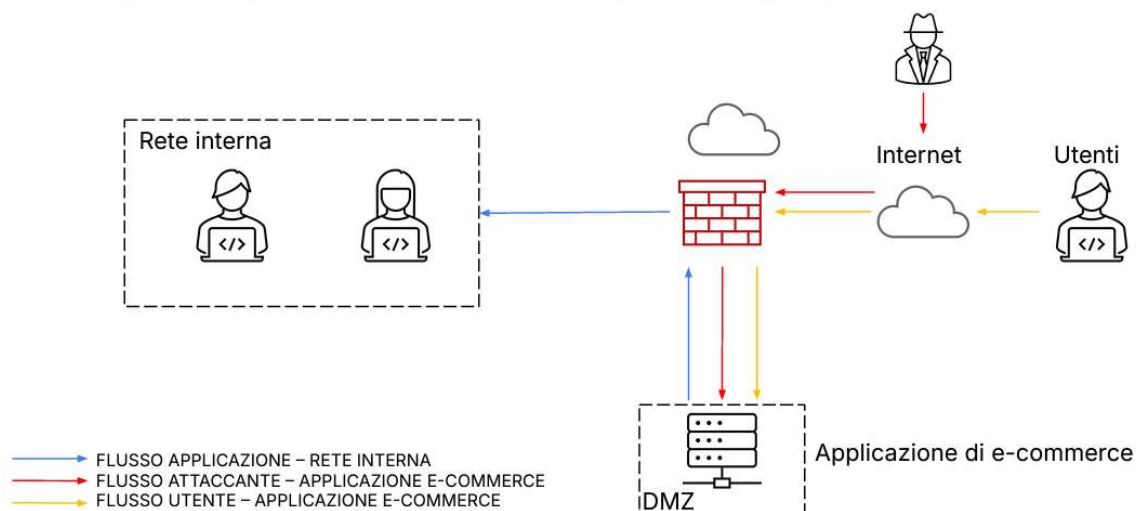 Rete interna
Internet
Utenti
</>
</>
</>
Applicazione di e-commerce
DMZ
FLUSSO APPLICAZIONE – RETE INTERNA
FLUSSO ATTACCANTE – APPLICAZIONE E-COMMERCE
FLUSSO UTENTE – APPLICAZIONE E-COMMERCE